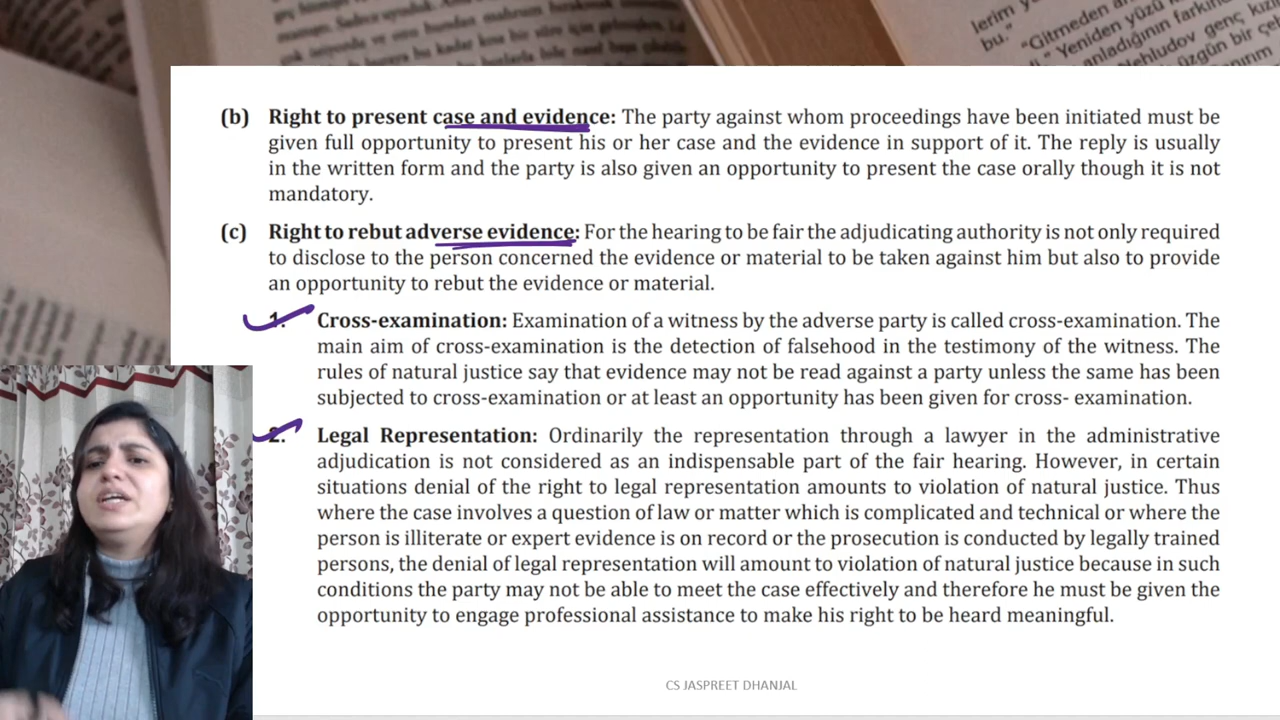 lerim
bu."
"Gitmeden
Yeniden yüzü
anladığının farkın
Nehludov genç kızı
özgün bir
(b) Right to present case and evidence: The party against whom proceedings have been initiated must be
given full opportunity to present his or her case and the evidence in support of it. The reply is usually
in the written form and the party is also given an opportunity to present the case orally though it is not
mandatory.
(c) Right to rebut adverse evidence: For the hearing to be fair the adjudicating authority is not only required
to disclose to the person concerned the evidence or material to be taken against him but also to provide
an opportunity to rebut the evidence or material.
1. Cross-examination: Examination of a witness by the adverse party is called cross-examination. The
main aim of cross-examination is the detection of falsehood in the testimony of the witness. The
rules of natural justice say that evidence may not be read against a party unless the same has been
subjected to cross-examination or at least an opportunity has been given for cross- examination.
2. Legal Representation: Ordinarily the representation through a lawyer in the administrative
adjudication is not considered as an indispensable part of the fair hearing. However, in certain
situations denial of the right to legal representation amounts to violation of natural justice. Thus
where the case involves a question of law or matter which is complicated and technical or where the
person is illiterate or expert evidence is on record or the prosecution is conducted by legally trained
persons, the denial of legal representation will amount to violation of natural justice because in such
conditions the party may not be able to meet the case effectively and therefore he must be given the
opportunity to engage professional assistance to make his right to be heard meaningful.
CS JASPREET DHANJAL